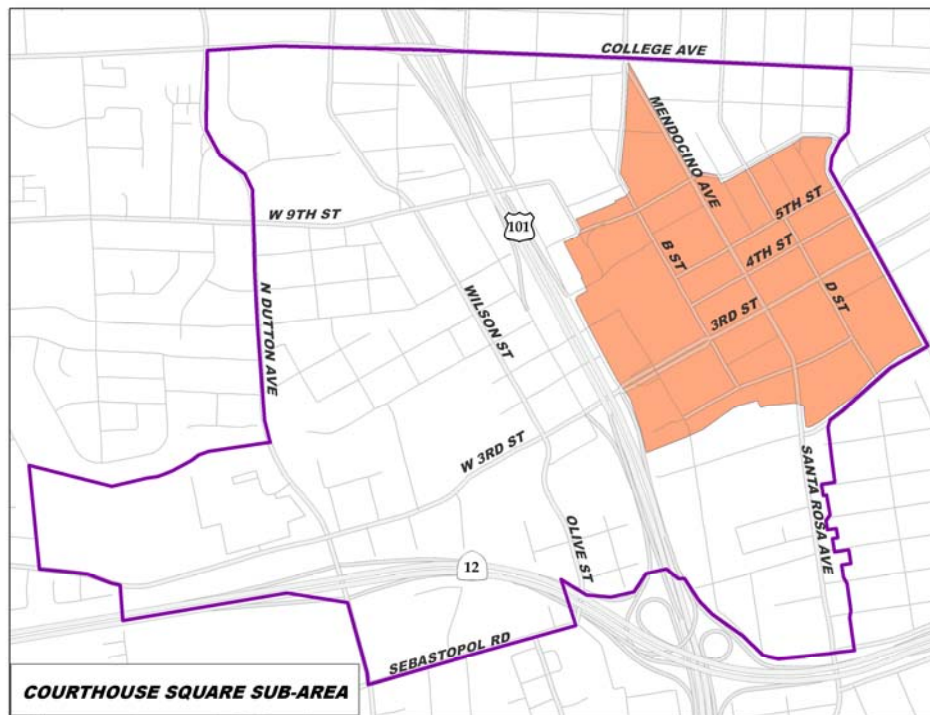 COLLEGE AVE
MENDOCINO AVE
W 9TH ST
101
5TH ST
B ST
4TH ST
N DUTTON AVE
WILSON ST
3RD ST
D ST
W 3RD ST
SANTA ROSA AVE
OLIVE ST
12
SEBASTOPOL RD
COURTHOUSE SQUARE SUB-AREA